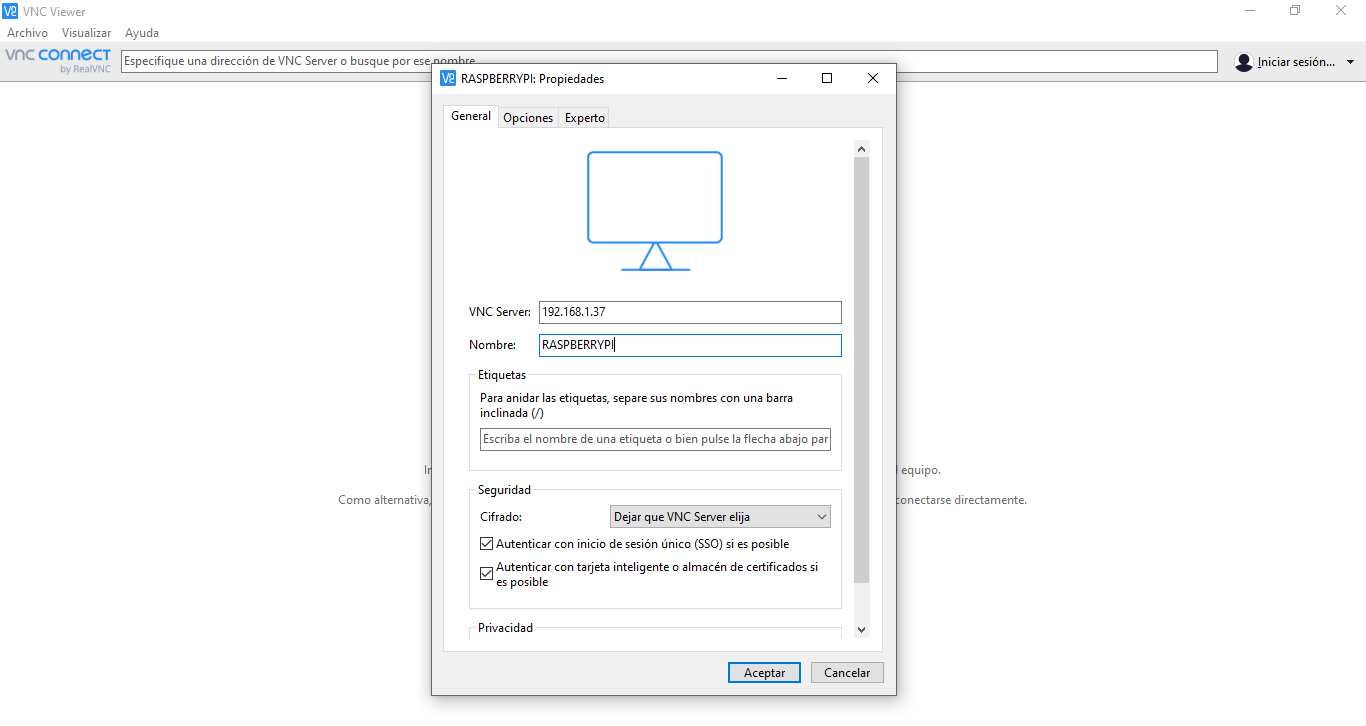 VNC Viewer
Archivo Visualizar Ayuda
vnc connect
by RealVNC
Especifique una dirección de VNC Server o busque por ese nombre
Iniciar sesión...
RASPBERRYPI: Propiedades
General Opciones Experto
VNC Server: 192.168.1.37
Nombre: RASPBERRYPI
Etiquetas
Para anidar las etiquetas, separe sus nombres con una barra
inclinada (/)
Escriba el nombre de una etiqueta o bien pulse la flecha abajo par
equipo.
Seguridad
Como alternativa,
conectarse directamente.
Cifrado: Dejar que VNC Server elija
Autenticar con inicio de sesión único (SSO) si es posible
Autenticar con tarjeta inteligente o almacén de certificados si
es posible
Privacidad
Aceptar Cancelar